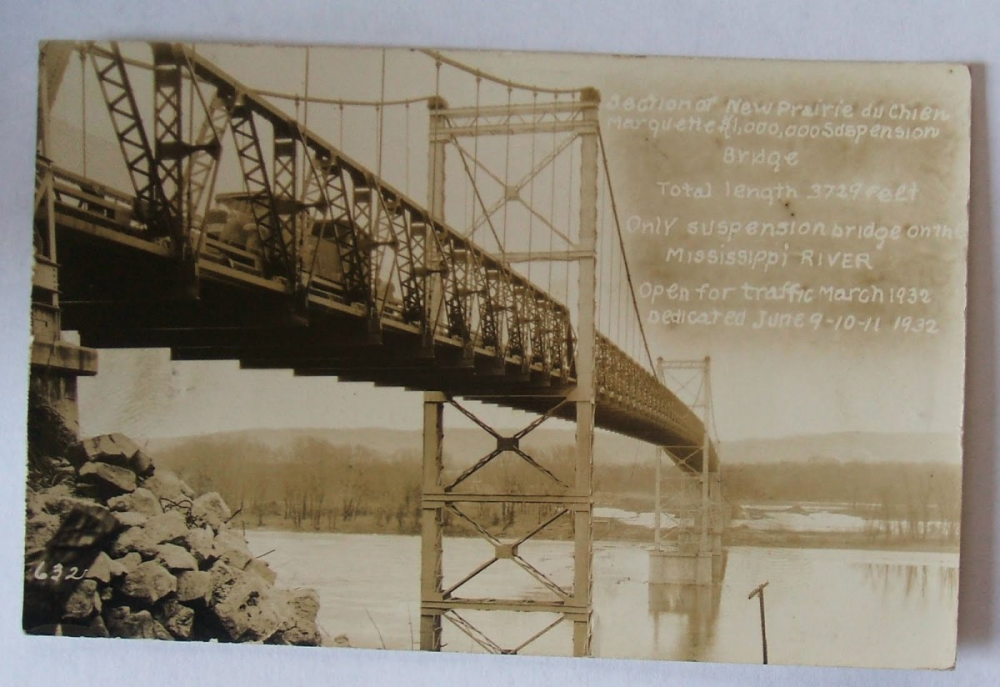 Section of New Prairie du Chien
Marquette $1,000,000 Suspension
Bridge
Total length 3729 Feet
Only suspension bridge on the
Mississippi RIVER
Open for traffic March 1932
Dedicated June 9-10-11 1932
632